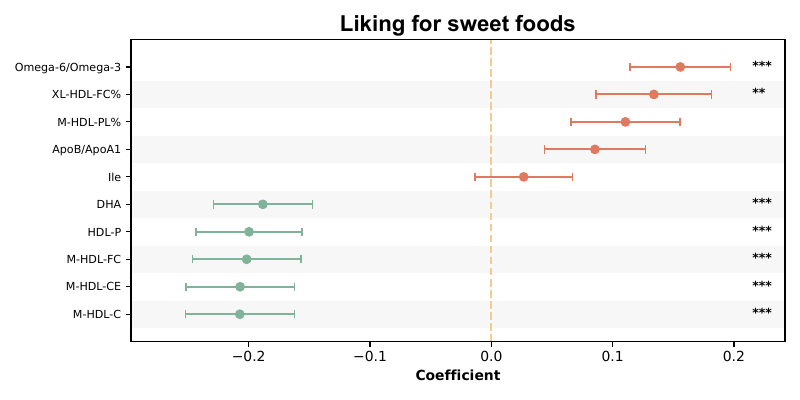 Liking for sweet foods
Omega-6/Omega-3 ***
XL-HDL-FC% **
M-HDL-PL%
ApoB/ApoA1
Ile
DHA ***
HDL-P ***
M-HDL-FC ***
M-HDL-CE ***
M-HDL-C ***
−0.2 −0.1 0.0 0.1 0.2
Coefficient